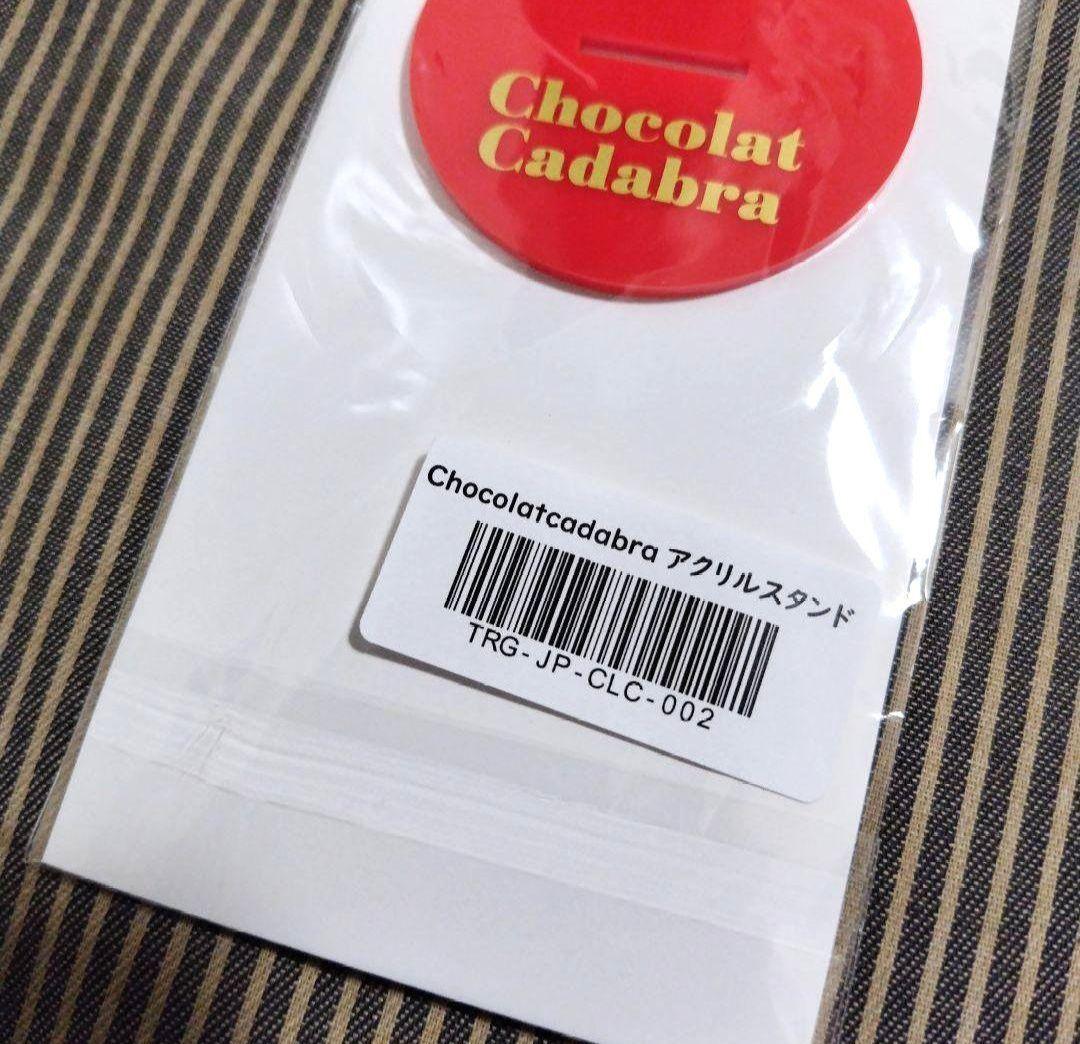 Chocolat
Cadabra
Chocolatcadabra アクリルスタンド
TRG-JP-CLC-002